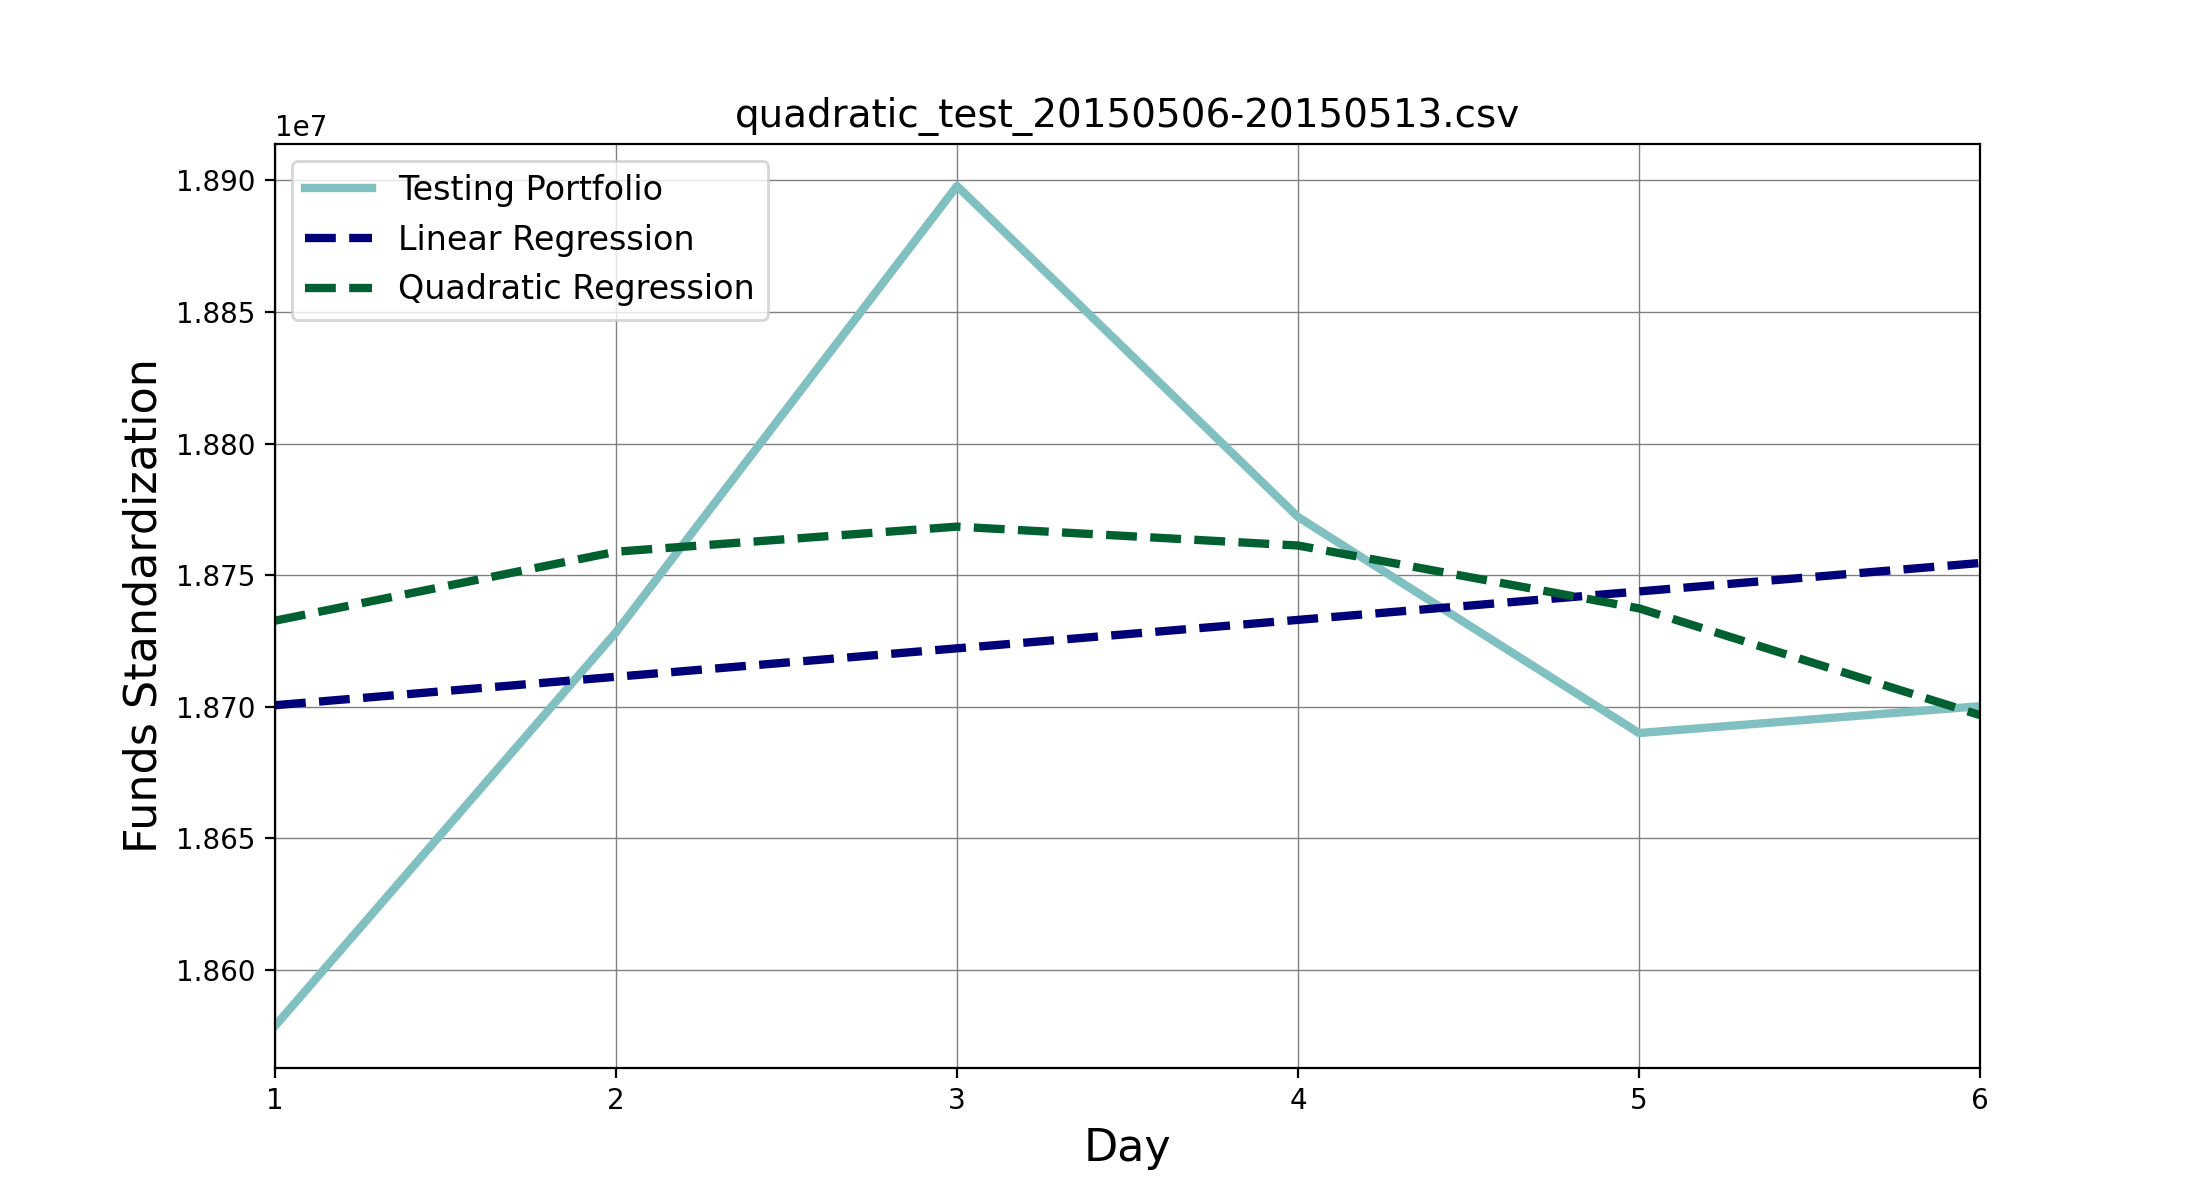 quadratic_test_20150506-20150513.csv
1e7
Testing Portfolio
Linear Regression
Quadratic Regression
Funds Standardization
1.890
1.885
1.880
1.875
1.870
1.865
1.860
1 2 3 4 5 6
Day